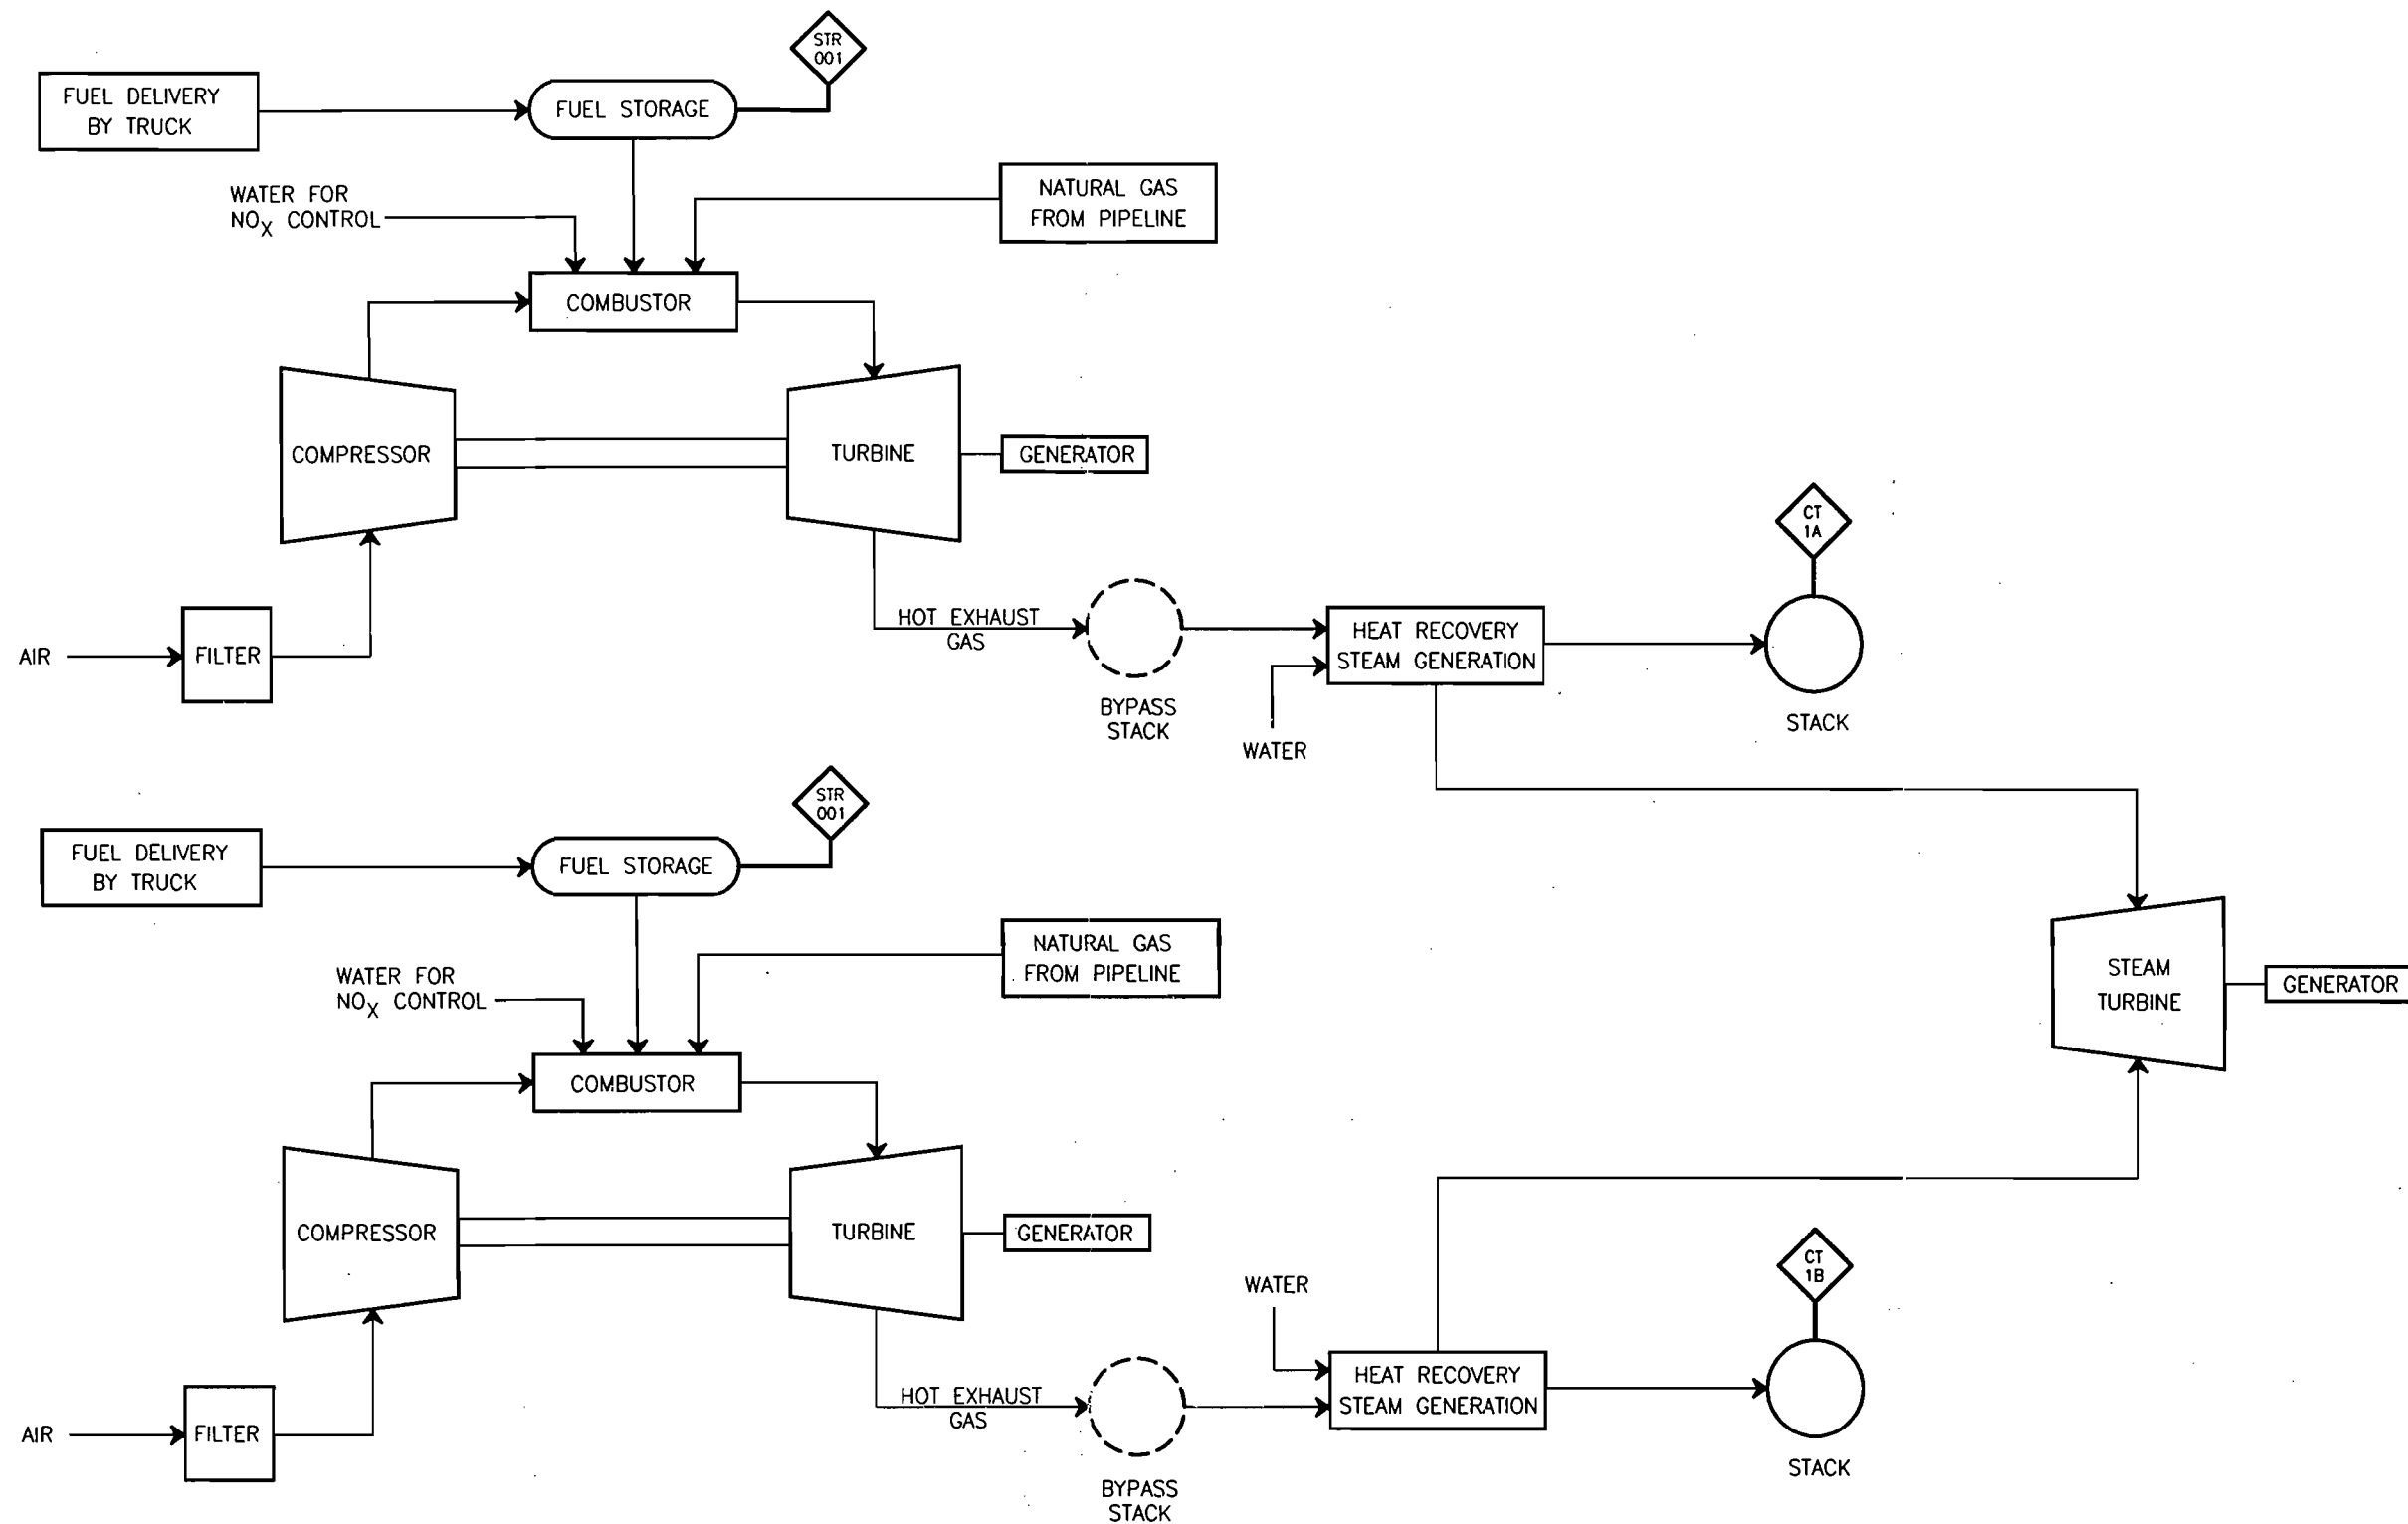 STR
001
FUEL DELIVERY
BY TRUCK
FUEL STORAGE
WATER FOR
NOX CONTROL
NATURAL GAS
FROM PIPELINE
COMBUSTOR
COMPRESSOR
TURBINE
GENERATOR
CT
1A
AIR
FILTER
HOT EXHAUST
GAS
HEAT RECOVERY
STEAM GENERATION
BYPASS
STACK
WATER
STACK
STR
001
FUEL DELIVERY
BY TRUCK
FUEL STORAGE
WATER FOR
NOX CONTROL
NATURAL GAS
FROM PIPELINE
STEAM
TURBINE
GENERATOR
COMBUSTOR
COMPRESSOR
TURBINE
GENERATOR
CT
1B
WATER
AIR
FILTER
HOT EXHAUST
GAS
HEAT RECOVERY
STEAM GENERATION
BYPASS
STACK
STACK